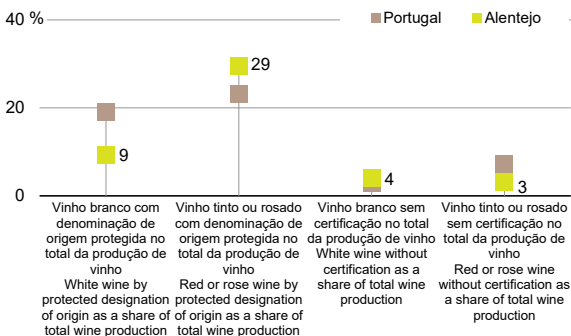 40 %
Portugal
Alentejo
29
20
9
4
3
0
Vinho branco com
denominação de
origem protegida no
total da produção de
vinho
White wine by
protected designation
of origin as a share of
total wine production
Vinho tinto ou rosado
com denominação de
origem protegida no
total da produção de
vinho
Red or rose wine by
protected designation
of origin as a share of
total wine production
Vinho branco sem
certificação no total
da produção de vinho
White wine without
certification as a
share of total wine
production
Vinho tinto ou rosado
sem certificação no
total da produção de
vinho
Red or rose wine
without certification as
a share of total wine
production